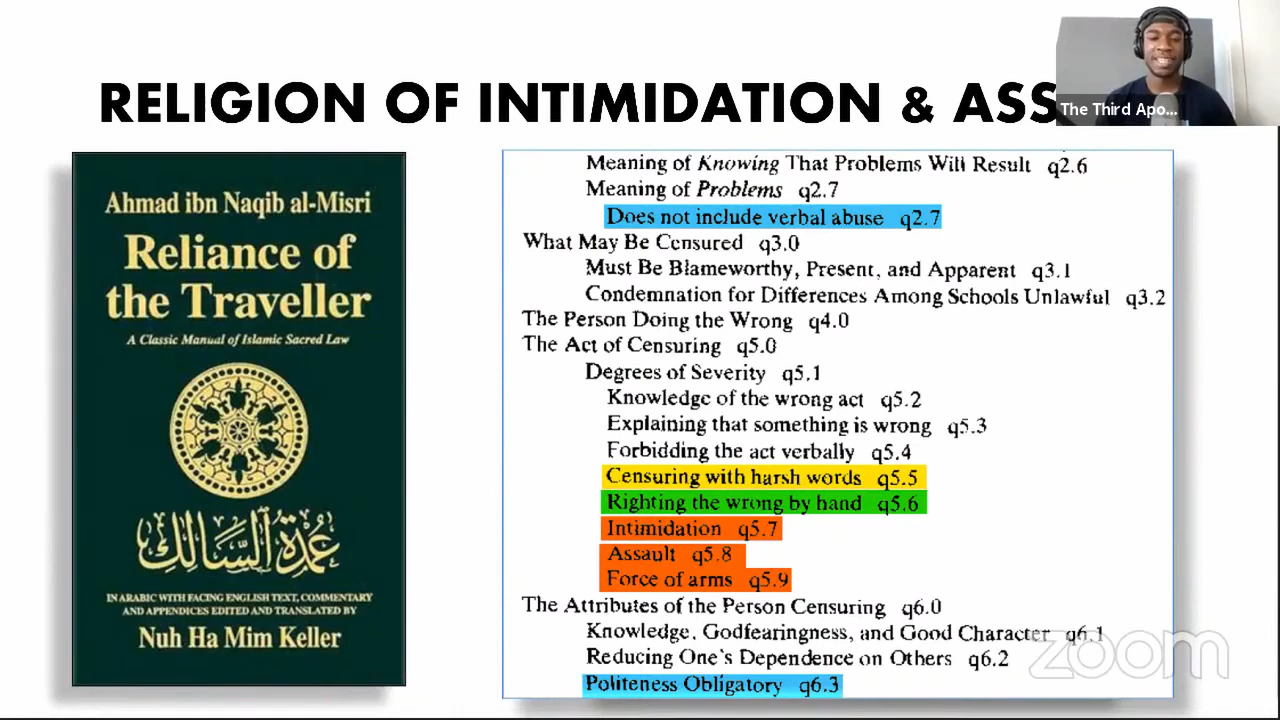 RELIGION OF INTIMIDATION & ASS
The Third Apo...
Ahmad ibn Naqib al-Misri
Reliance of
the Traveller
A Classic Manual of Islamic Sacred Law
عمدة السالك
IN ARABIC WITH FACING ENGLISH TEXT, COMMENTARY
AND APPENDICES EDITED AND TRANSLATED BY
Nuh Ha Mim Keller
Meaning of Knowing That Problems Will Result q2.6
Meaning of Problems q2.7
Does not include verbal abuse q2.7
What May Be Censured q3.0
Must Be Blameworthy, Present, and Apparent q3.1
Condemnation for Differences Among Schools Unlawful q3.2
The Person Doing the Wrong q4.0
The Act of Censuring q5.0
Degrees of Severity q5.1
Knowledge of the wrong act q5.2
Explaining that something is wrong q5.3
Forbidding the act verbally q5.4
Censuring with harsh words q5.5
Righting the wrong by hand q5.6
Intimidation q5.7
Assault q5.8
Force of arms q5.9
The Attributes of the Person Censuring q6.0
Knowledge, Godfearingness, and Good Character q6.1
Reducing One's Dependence on Others q6.2
Politeness Obligatory q6.3
zoom